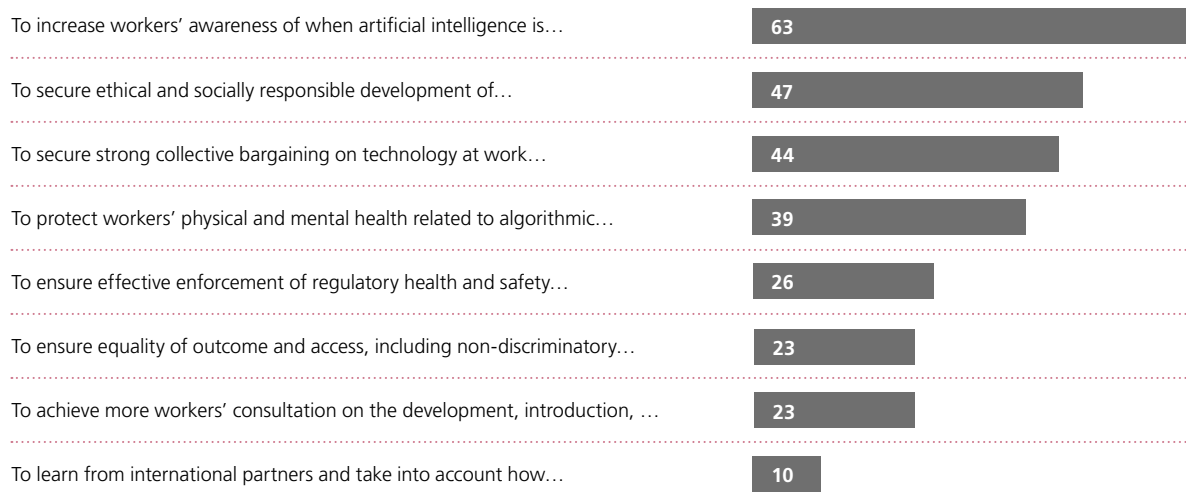 To increase workers’ awareness of when artificial intelligence is… 63
To secure ethical and socially responsible development of… 47
To secure strong collective bargaining on technology at work… 44
To protect workers’ physical and mental health related to algorithmic… 39
To ensure effective enforcement of regulatory health and safety… 26
To ensure equality of outcome and access, including non-discriminatory… 23
To achieve more workers’ consultation on the development, introduction, … 23
To learn from international partners and take into account how… 10